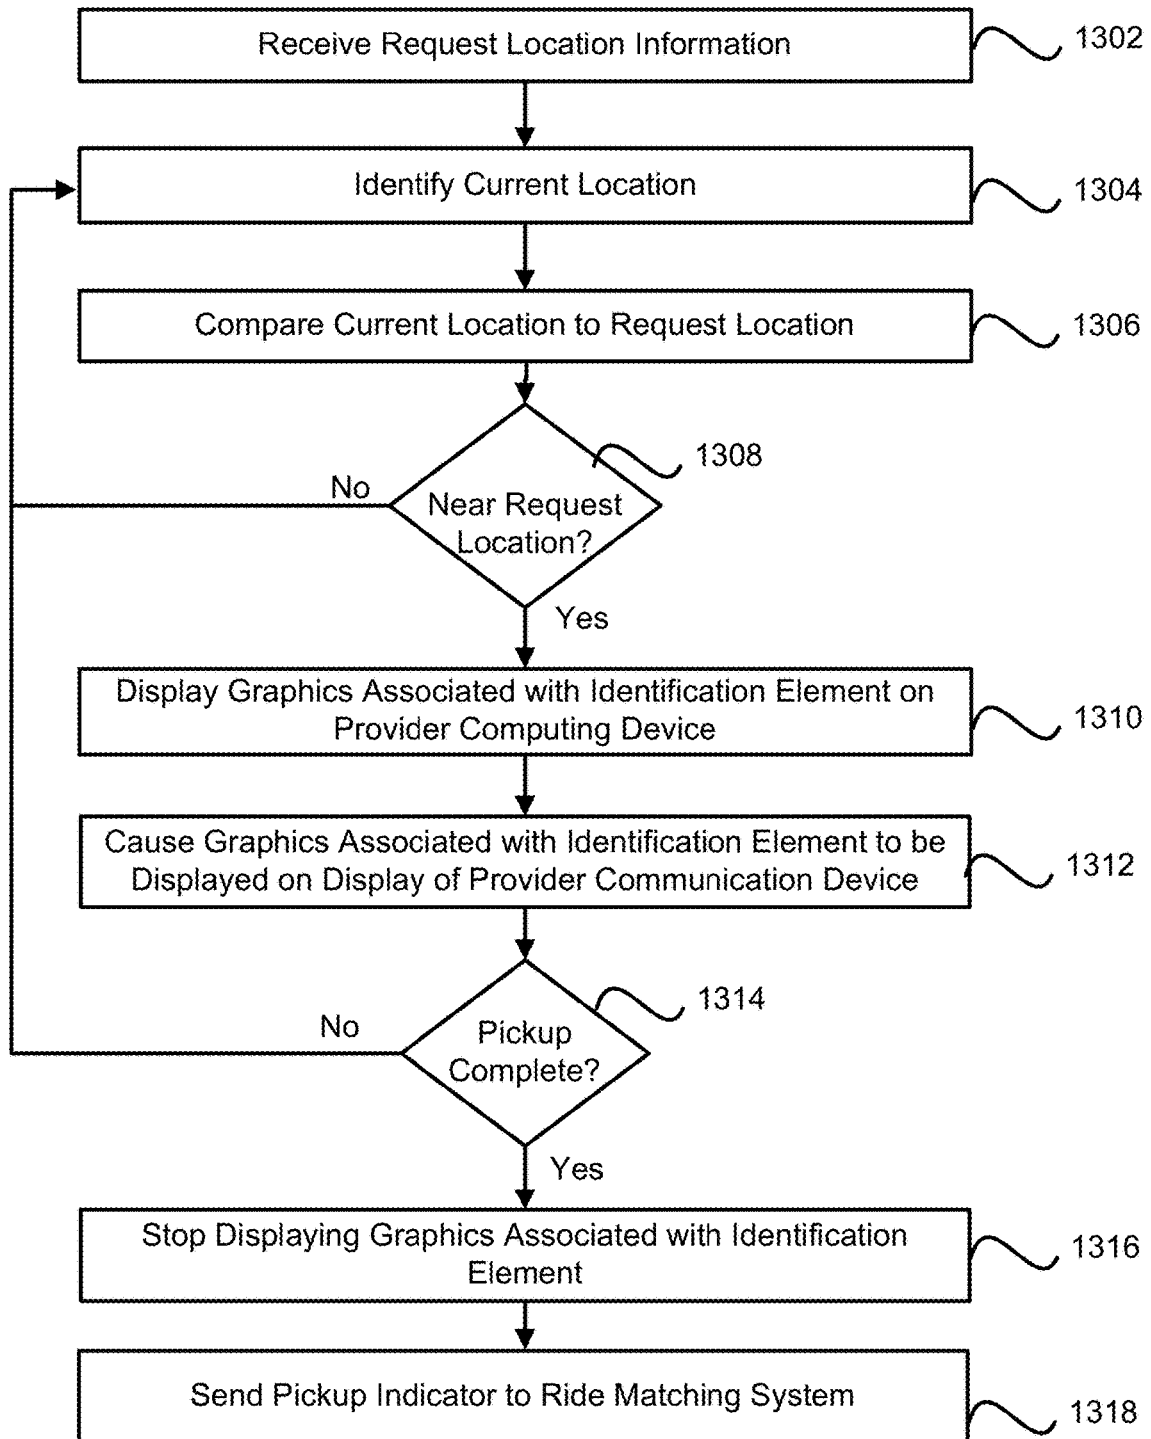 Receive Request Location Information
1302
Identify Current Location
1304
Compare Current Location to Request Location
1306
1308
No
Near Request
Location?
Yes
Display Graphics Associated with Identification Element on
Provider Computing Device
1310
Cause Graphics Associated with Identification Element to be
Displayed on Display of Provider Communication Device
1312
1314
No
Pickup
Complete?
Yes
Stop Displaying Graphics Associated with Identification
Element
1316
Send Pickup Indicator to Ride Matching System
1318